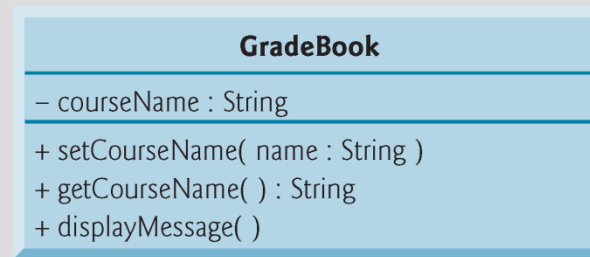 GradeBook
– courseName : String
+ setCourseName( name : String )
+ getCourseName( ) : String
+ displayMessage( )